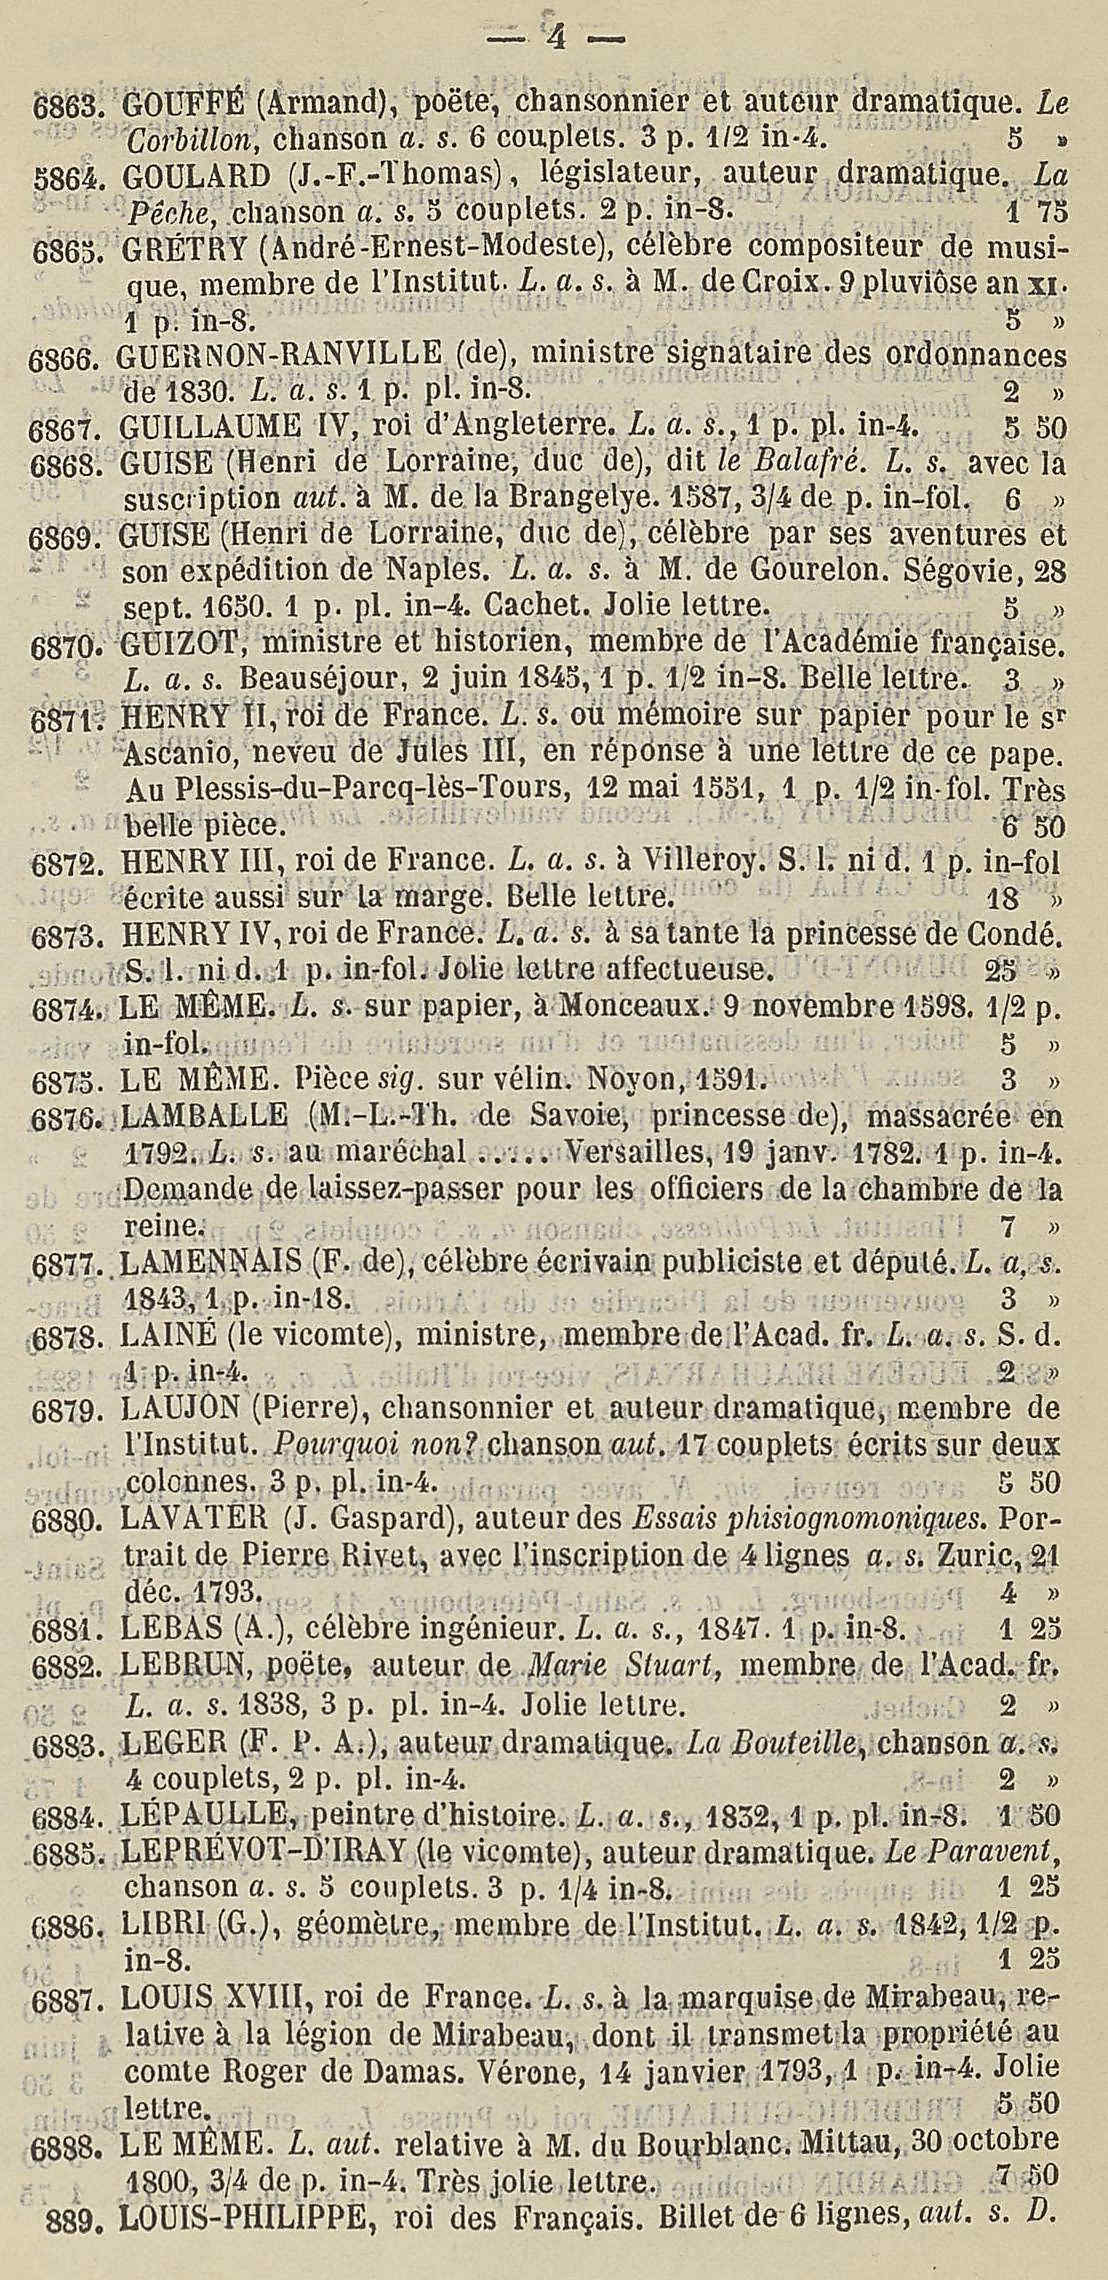 — 4 —
6863. GOUFFÉ (Armand), poëte, chansonnier et auteur dramatique. Le
Corbillon, chanson a. s. 6 couplets. 3 p. 1/2 in-4. 5 »
5864. GOULARD (J.-F.-Thomas), législateur, auteur dramatique. La
Pêche, chanson a. s. 5 couplets. 2 p. in-8. 1 75
6865. GRÉTRY (André-Ernest-Modeste), célèbre compositeur de musi-
que, membre de l'Institut. L. a. s. à M. de Croix. 9 pluviôse an XI.
1 p. in-8. 5 »
6866. GUERNON-RANVILLE (de), ministre signataire des ordonnances
de 1830. L. a. s. 1 p. pl. in-8. 2 »
6867. GUILLAUME IV, roi d'Angleterre. L. a. s., 1 p. pl. in-4. 5 50
6868. GUISE (Henri de Lorraine, duc de), dit le Balafré. L. s. avec la
suscription aut. à M. de la Brangelye. 1587, 3/4 de p. in-fol. 6 »
6869. GUISE (Henri de Lorraine, duc de), célèbre par ses aventures et
son expédition de Naples. L. a. s. à M. de Gourelon. Ségovie, 28
sept. 1650. 1 p. pl. in-4. Cachet. Jolie lettre. 5 »
6870. GUIZOT, ministre et historien, membre de l'Académie française.
L. a. s. Beauséjour, 2 juin 1845, 1 p. 1/2 in-8. Belle lettre. 3 »
6871. HENRY II, roi de France. L. s. ou mémoire sur papier pour le sr
Ascanio, neveu de Jules III, en réponse à une lettre de ce pape.
Au Plessis-du-Parcq-lès-Tours, 12 mai 1551, 1 p. 1/2 in-fol. Très
belle pièce. 6 50
6872. HENRY III, roi de France. L. a. s. à Villeroy. S. l. ni d. 1 p. in-fol
écrite aussi sur la marge. Belle lettre. 18 »
6873. HENRY IV, roi de France. L. a. s. à sa tante la princesse de Condé.
S. l. ni d. 1 p. in-fol. Jolie lettre affectueuse. 25 »
6874. LE MÊME. L. s. sur papier, à Monceaux. 9 novembre 1598. 1/2 p.
in-fol. 5 »
6875. LE MÊME. Pièce sig. sur vélin. Noyon, 1591. 3 »
6876. LAMBALLE (M.-L.-Th. de Savoie, princesse de), massacrée en
1792. L. s. au maréchal ..... Versailles, 19 janv. 1782. 1 p. in-4.
Demande de laissez-passer pour les officiers de la chambre de la
reine. 7 »
6877. LAMENNAIS (F. de), célèbre écrivain publiciste et député. L. a. s.
1843, 1 p. in-18. 3 »
6878. LAINÉ (le vicomte), ministre, membre de l'Acad. fr. L. a. s. S. d.
1 p. in-4. 2 »
6879. LAUJON (Pierre), chansonnier et auteur dramatique, membre de
l'Institut. Pourquoi non? chanson aut. 17 couplets écrits sur deux
colonnes. 3 p. pl. in-4. 5 50
6880. LAVATER (J. Gaspard), auteur des Essais phisiognomoniques. Por-
trait de Pierre Rivet, avec l'inscription de 4 lignes a. s. Zuric, 21
déc. 1793. 4 »
6881. LEBAS (A.), célèbre ingénieur. L. a. s., 1847. 1 p. in-8. 1 25
6882. LEBRUN, poëte, auteur de Marie Stuart, membre de l'Acad. fr.
L. a. s. 1838, 3 p. pl. in-4. Jolie lettre. 2 »
6883. LEGER (F. P. A.), auteur dramatique. La Bouteille, chanson a. s.
4 couplets, 2 p. pl. in-4. 2 »
6884. LÉPAULLE, peintre d'histoire. L. a. s., 1832, 1 p. pl. in-8. 1 50
6885. LEPRÉVOT-D'IRAY (le vicomte), auteur dramatique. Le Paravent,
chanson a. s. 5 couplets. 3 p. 1/4 in-8. 1 25
6886. LIBRI (G.), géomètre, membre de l'Institut. L. a. s. 1842, 1/2 p.
in-8. 1 25
6887. LOUIS XVIII, roi de France. L. s. à la marquise de Mirabeau, re-
lative à la légion de Mirabeau, dont il transmet la propriété au
comte Roger de Damas. Vérone, 14 janvier 1793, 1 p. in-4. Jolie
lettre. 5 50
6888. LE MÊME. L. aut. relative à M. du Bourblanc. Mittau, 30 octobre
1800, 3/4 de p. in-4. Très jolie lettre. 7 50
889. LOUIS-PHILIPPE, roi des Français. Billet de 6 lignes, aut. s. D.